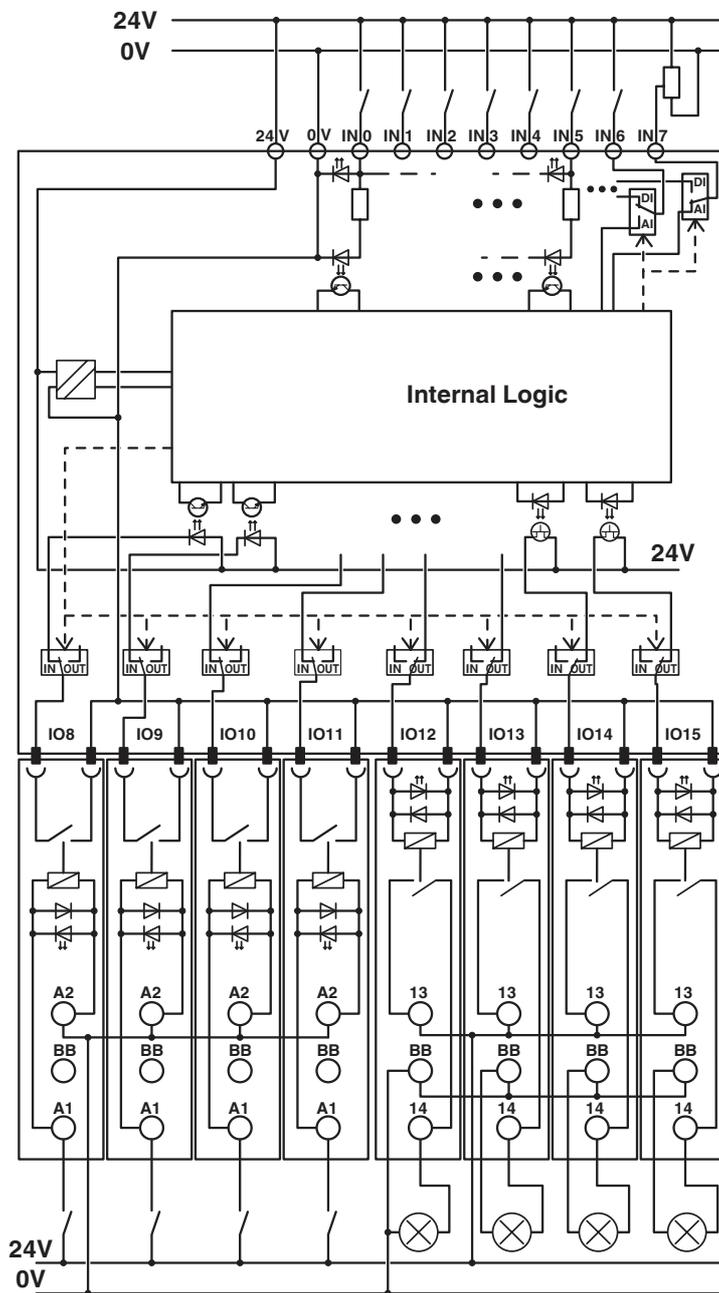 24V
0V
24 V 0 V IN 0 IN 1 IN 2 IN 3 IN 4 IN 5 IN 6 IN 7
DI
DI
AI
AI
Internal Logic
24V
IN OUT IN OUT IN OUT IN OUT IN OUT IN OUT IN OUT IN OUT
IO8 IO9 IO10 IO11 IO12 IO13 IO14 IO15
A2 A2 A2 A2 13 13 13 13
BB BB BB BB BB BB BB BB
A1 A1 A1 A1 14 14 14 14
24V
0V